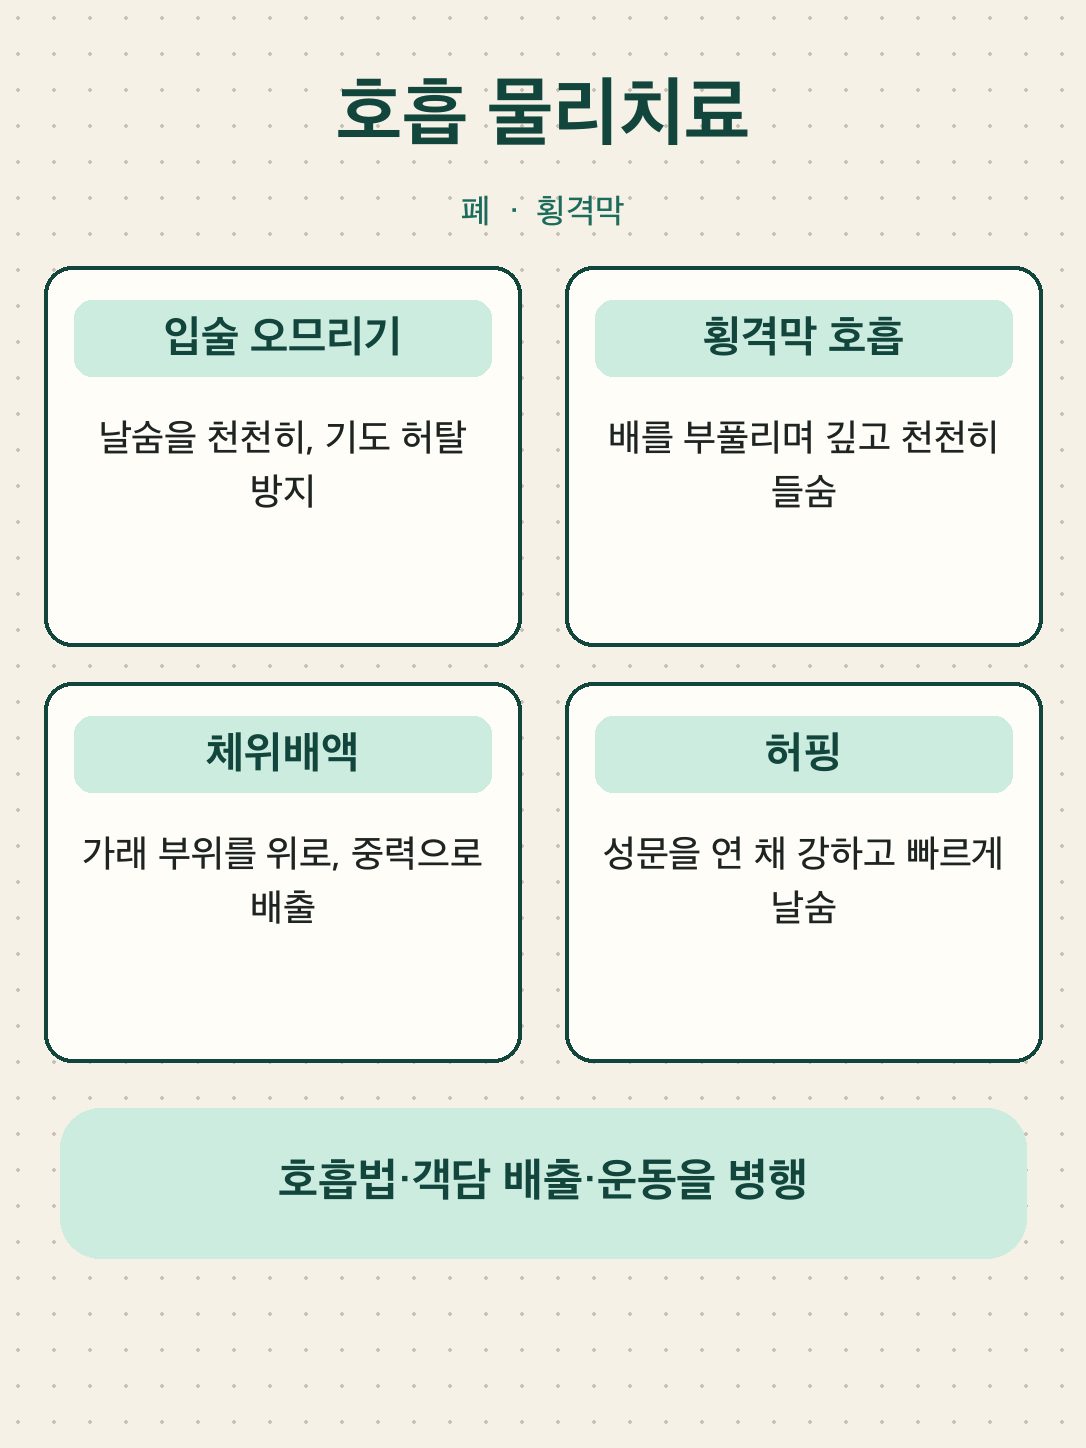 호흡 물리치료
폐 · 횡격막
입술 오므리기
날숨을 천천히, 기도 허탈
방지
횡격막 호흡
배를 부풀리며 깊고 천천히
들숨
체위배액
가래 부위를 위로, 중력으로
배출
허핑
성문을 연 채 강하고 빠르게
날숨
호흡법·객담 배출·운동을 병행